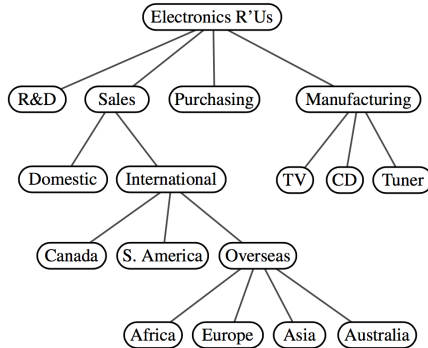 Electronics R'Us
R&D Sales Purchasing Manufacturing
Domestic International TV CD Tuner
Canada S. America Overseas
Africa Europe Asia Australia